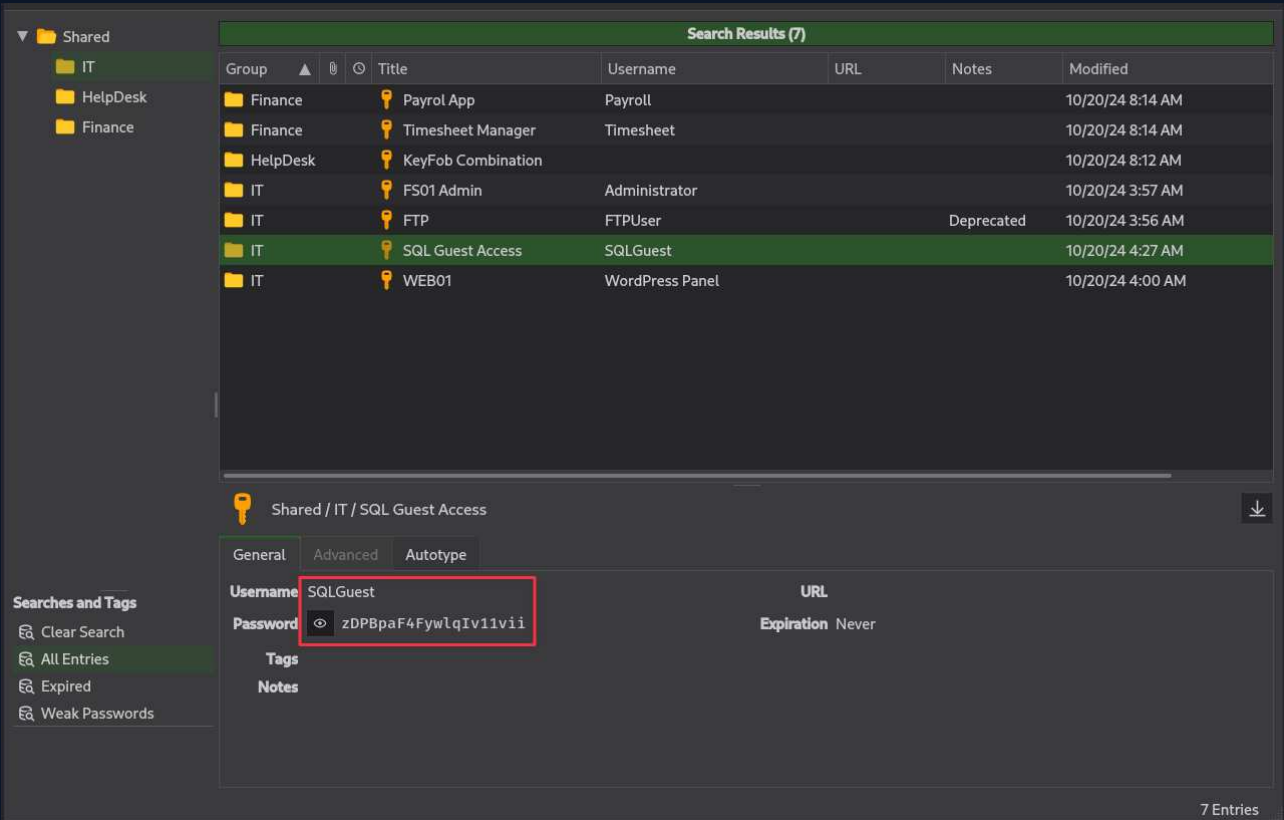 Shared
IT
HelpDesk
Finance
Search Results (7)
Group Title Username URL Notes Modified
Finance Payrol App Payroll 10/20/24 8:14 AM
Finance Timesheet Manager Timesheet 10/20/24 8:14 AM
HelpDesk KeyFob Combination 10/20/24 8:12 AM
IT FS01 Admin Administrator 10/20/24 3:57 AM
IT FTP FTPUser Deprecated 10/20/24 3:56 AM
IT SQL Guest Access SQLGuest 10/20/24 4:27 AM
IT WEB01 WordPress Panel 10/20/24 4:00 AM
Shared / IT / SQL Guest Access
General Advanced Autotype
Username SQLGuest URL
Password zDPBpaF4FywlqIv11vii Expiration Never
Tags
Notes
Searches and Tags
Clear Search
All Entries
Expired
Weak Passwords
7 Entries